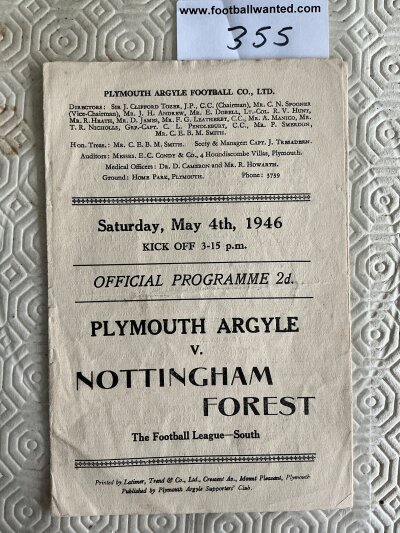 www.footballwanted.com
355
PLYMOUTH ARGYLE FOOTBALL CO., LTD.
DIRECTORS: SIR J. CLIFFORD TOZER, J.P., C.C. (Chairman), MR. C. N. SPOONER
(Vice-Chairman), MR. J. H. ANDREW, MR. E. DOBELL, LT.-COL. R. V. HUNT,
MR. R. HEATH, MR. D. JAMES, MR. F. G. LEATHERBY, C.C., MR. A. MANICO, MR.
T. R. NICHOLLS, GRP.-CAPT. C. L. PENDLEBURY, C.C., MR. P. SMERDON,
MR. C. E. B. M. SMITH.
Hon. Treas.: MR. C. E. B. M. SMITH. Secty & Manager: CAPT. J. TRESADERN.
Auditors: MESSRS. E. C. CONDY & CO., 4 Houndiscombe Villas, Plymouth.
Medical Officers: DR. D. CAMERON and MR. R. HOWARTH.
Ground: HOME PARK, PLYMOUTH. Phone: 3759
Saturday, May 4th, 1946
KICK OFF 3-15 p.m.
OFFICIAL PROGRAMME 2d.
PLYMOUTH ARGYLE
V.
NOTTINGHAM
FOREST
The Football League—South
Printed by Latimer, Trend & Co., Ltd., Crescent Av., Mount Pleasant, Plymouth
Published by Plymouth Argyle Supporters' Club.